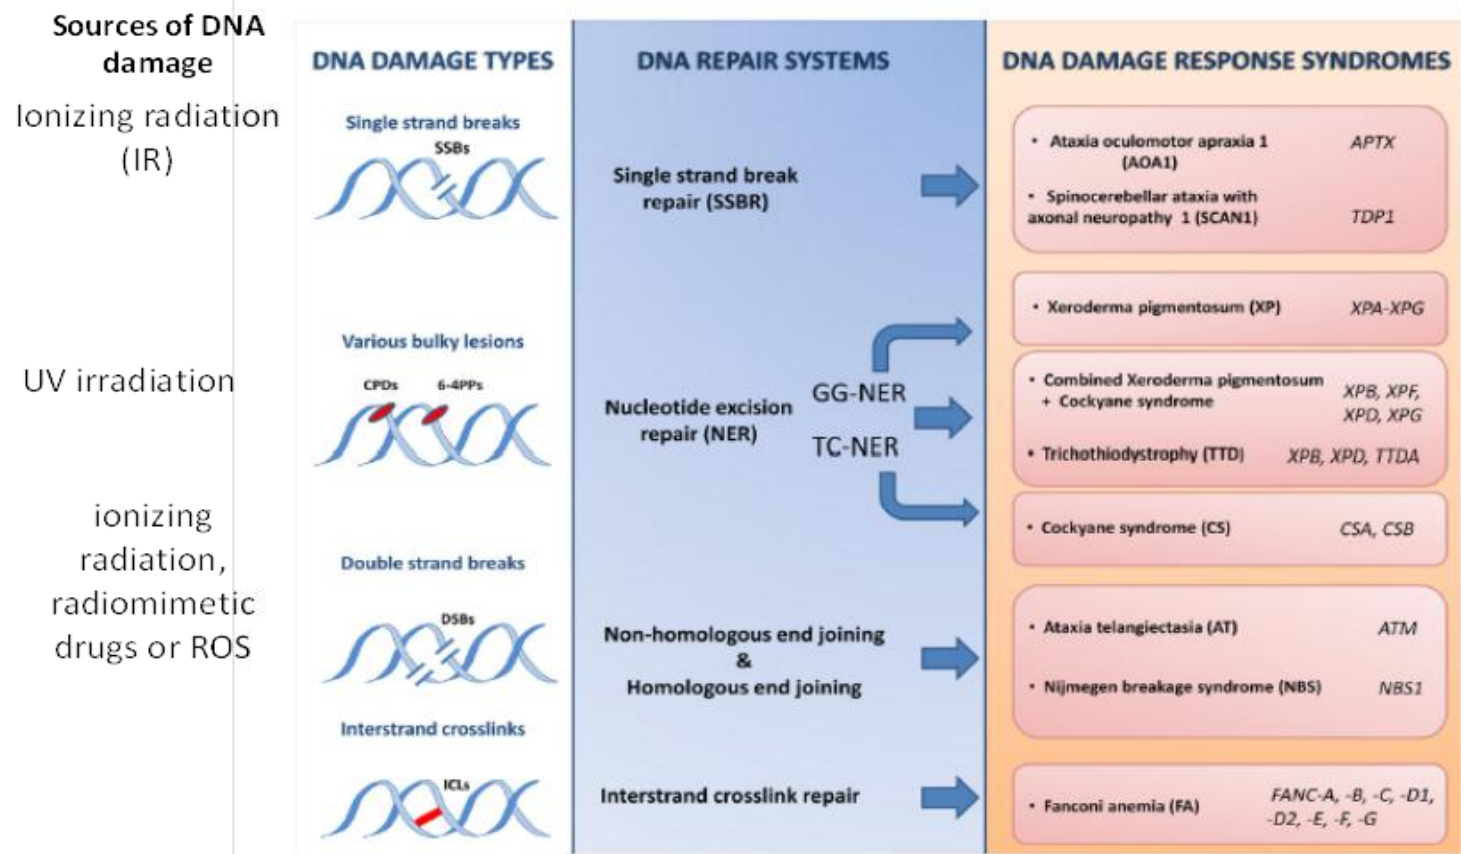 Sources of DNA
damage
Ionizing radiation
(IR)
UV irradiation
ionizing
radiation,
radiomimetic
drugs or ROS
DNA DAMAGE TYPES
Single strand breaks
SSBs
Various bulky lesions
CPDs 6-4PPs
Double strand breaks
DSBs
Interstrand crosslinks
ICLs
DNA REPAIR SYSTEMS
Single strand break
repair (SSBR)
Nucleotide excision
repair (NER)
GG-NER
TC-NER
Non-homologous end joining
&
Homologous end joining
Interstrand crosslink repair
DNA DAMAGE RESPONSE SYNDROMES
• Ataxia oculomotor apraxia 1 APTX
(AOA1)
• Spinocerebellar ataxia with
axonal neuropathy 1 (SCAN1) TDP1
• Xeroderma pigmentosum (XP) XPA-XPG
• Combined Xeroderma pigmentosum
+ Cockyane syndrome
XPB, XPF,
XPD, XPG
• Trichothiodystrophy (TTD) XPB, XPD, TTDA
• Cockyane syndrome (CS) CSA, CSB
• Ataxia telangiectasia (AT) ATM
• Nijmegen breakage syndrome (NBS) NBS1
• Fanconi anemia (FA)
FANC-A, -B, -C, -D1,
-D2, -E, -F, -G